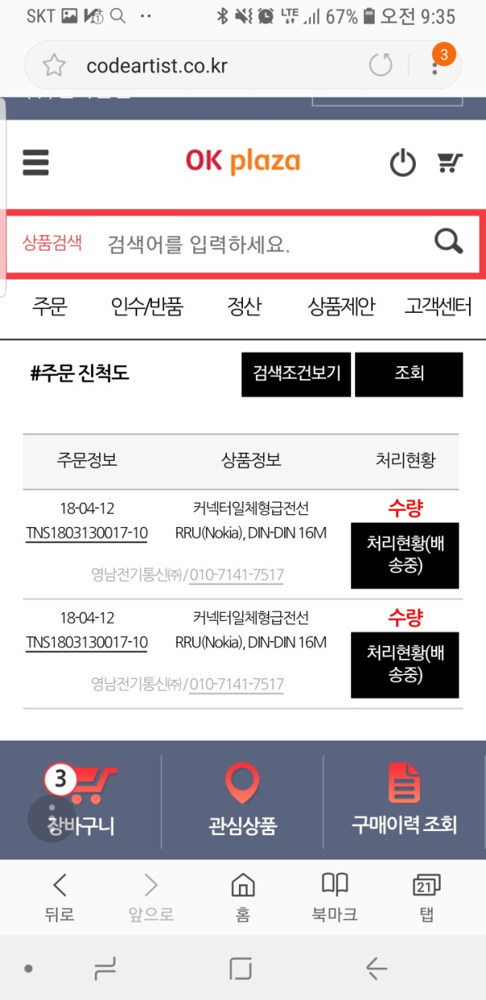 SKT
LTE 67% 오전 9:35
codeartist.co.kr
3
OK plaza
상품검색 검색어를 입력하세요.
주문 인수/반품 정산 상품제안 고객센터
#주문 진척도 검색조건보기 조회
주문정보 상품정보 처리현황
18-04-12 커넥터일체형급전선 수량
TNS1803130017-10 RRU(Nokia), DIN-DIN 16M 처리현황(배
송중)
영남전기통신㈜/010-7141-7517
18-04-12 커넥터일체형급전선 수량
TNS1803130017-10 RRU(Nokia), DIN-DIN 16M 처리현황(배
송중)
영남전기통신㈜/010-7141-7517
3
장바구니 관심상품 구매이력 조회
21
뒤로 앞으로 홈 북마크 탭